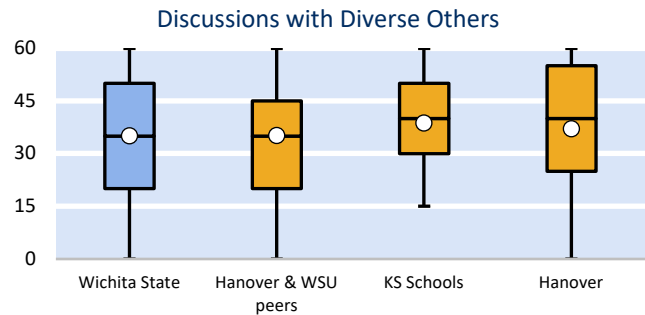 Discussions with Diverse Others
60
45
30
15
0
Wichita State
Hanover & WSU
peers
KS Schools
Hanover